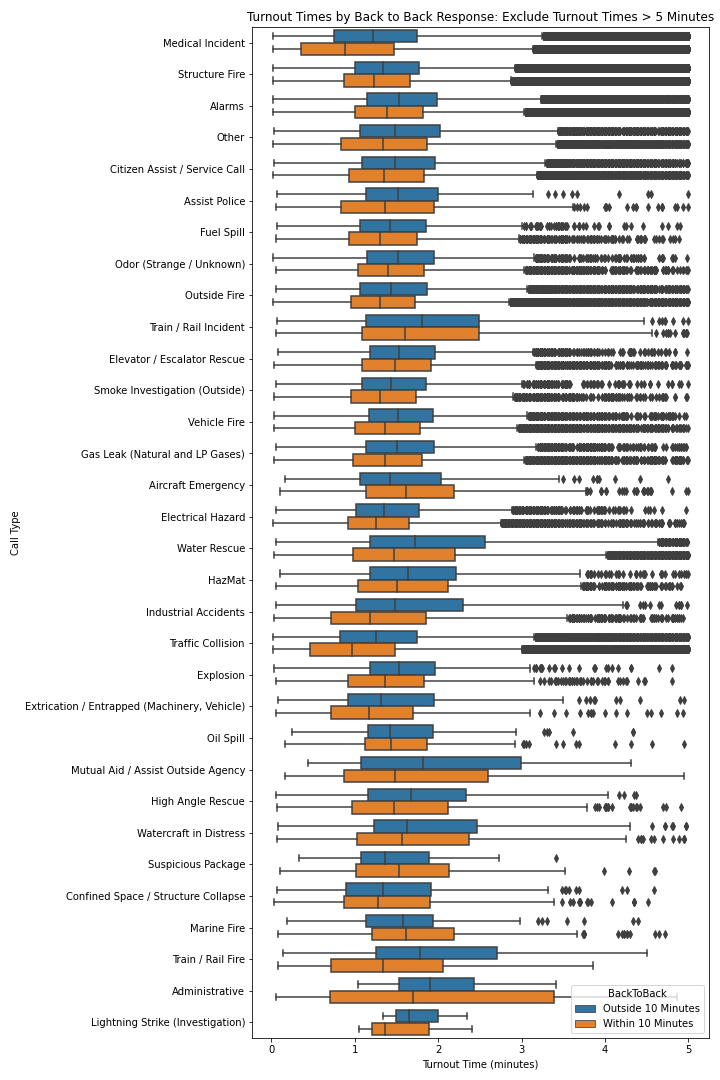 Turnout Times by Back to Back Response: Exclude Turnout Times > 5 Minutes
Call Type
Medical Incident
Structure Fire
Alarms
Other
Citizen Assist / Service Call
Assist Police
Fuel Spill
Odor (Strange / Unknown)
Outside Fire
Train / Rail Incident
Elevator / Escalator Rescue
Smoke Investigation (Outside)
Vehicle Fire
Gas Leak (Natural and LP Gases)
Aircraft Emergency
Electrical Hazard
Water Rescue
HazMat
Industrial Accidents
Traffic Collision
Explosion
Extrication / Entrapped (Machinery, Vehicle)
Oil Spill
Mutual Aid / Assist Outside Agency
High Angle Rescue
Watercraft in Distress
Suspicious Package
Confined Space / Structure Collapse
Marine Fire
Train / Rail Fire
Administrative
Lightning Strike (Investigation)
BackToBack
Outside 10 Minutes
Within 10 Minutes
0 1 2 3 4 5
Turnout Time (minutes)